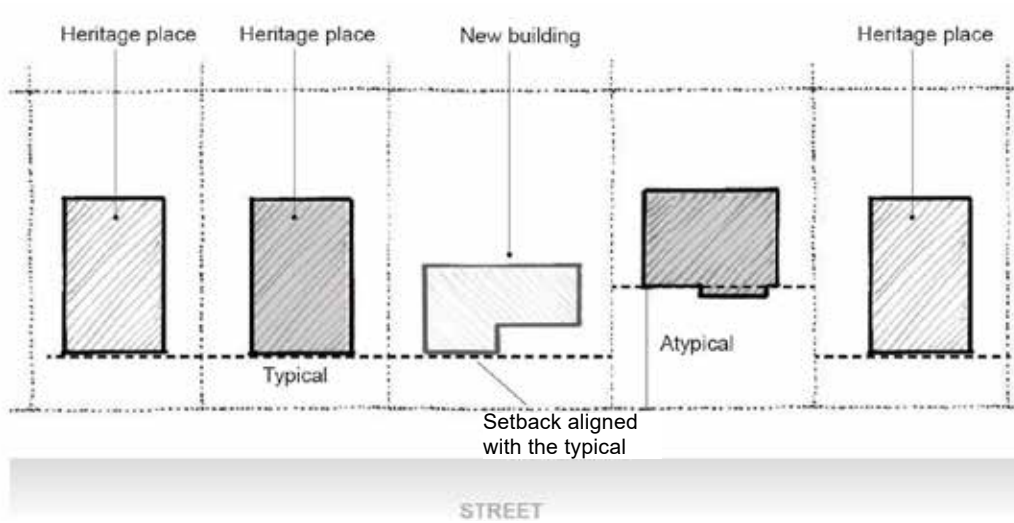 Heritage place
Heritage place
New building
Heritage place
Typical
Atypical
Setback aligned
with the typical
STREET